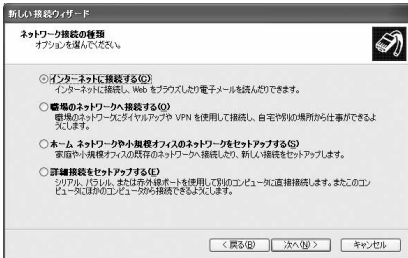 新しい接続ウィザード
ネットワーク接続の種類
オプションを選んでください。
インターネットに接続する(C)
インターネットに接続し、Web をブラウズしたり電子メールを読んだりできます。
職場のネットワークへ接続する(O)
職場のネットワークにダイヤルアップや VPN を使用して接続し、自宅や別の場所から仕事ができるよ
うにします。
ホーム ネットワークや小規模オフィスのネットワークをセットアップする(S)
家庭や小規模オフィスの既存のネットワークへ接続したり、新しい接続をセットアップします。
詳細接続をセットアップする(E)
シリアル、パラレル、または赤外線ポートを使用して別のコンピュータに直接接続します。またこのコン
ピュータにほかのコンピュータから接続できるようにします。
< 戻る(B) 次へ(N) > キャンセル